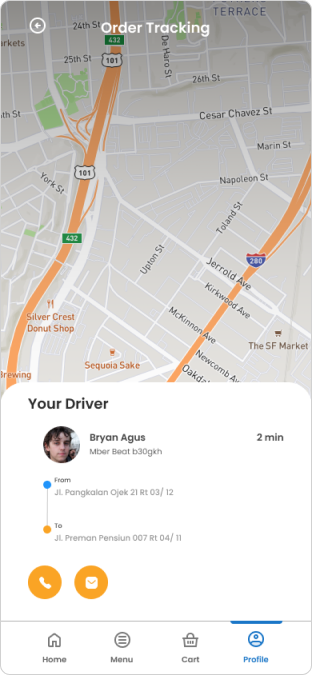 TERRACE
24th St
Order Tracking
arkets
432
De Haro St
25th St
101
26th St
th St
Cesar Chavez St
Marin St
101
York St
Napoleon St
Toland St
432
Upton St
280
Jerrold Ave
Kirkwood Ave
Silver Crest
Donut Shop
McKinnon Ave
The SF Market
Newcomb Av
Sequoia Sake
Oakda
Brewing
Your Driver
Bryan Agus
2 min
Mber Beat b30gkh
From
Jl. Pangkalan Ojek 21 Rt 03/ 12
To
Jl. Preman Pensiun 007 Rt 04/ 11
Home
Menu
Cart
Profile